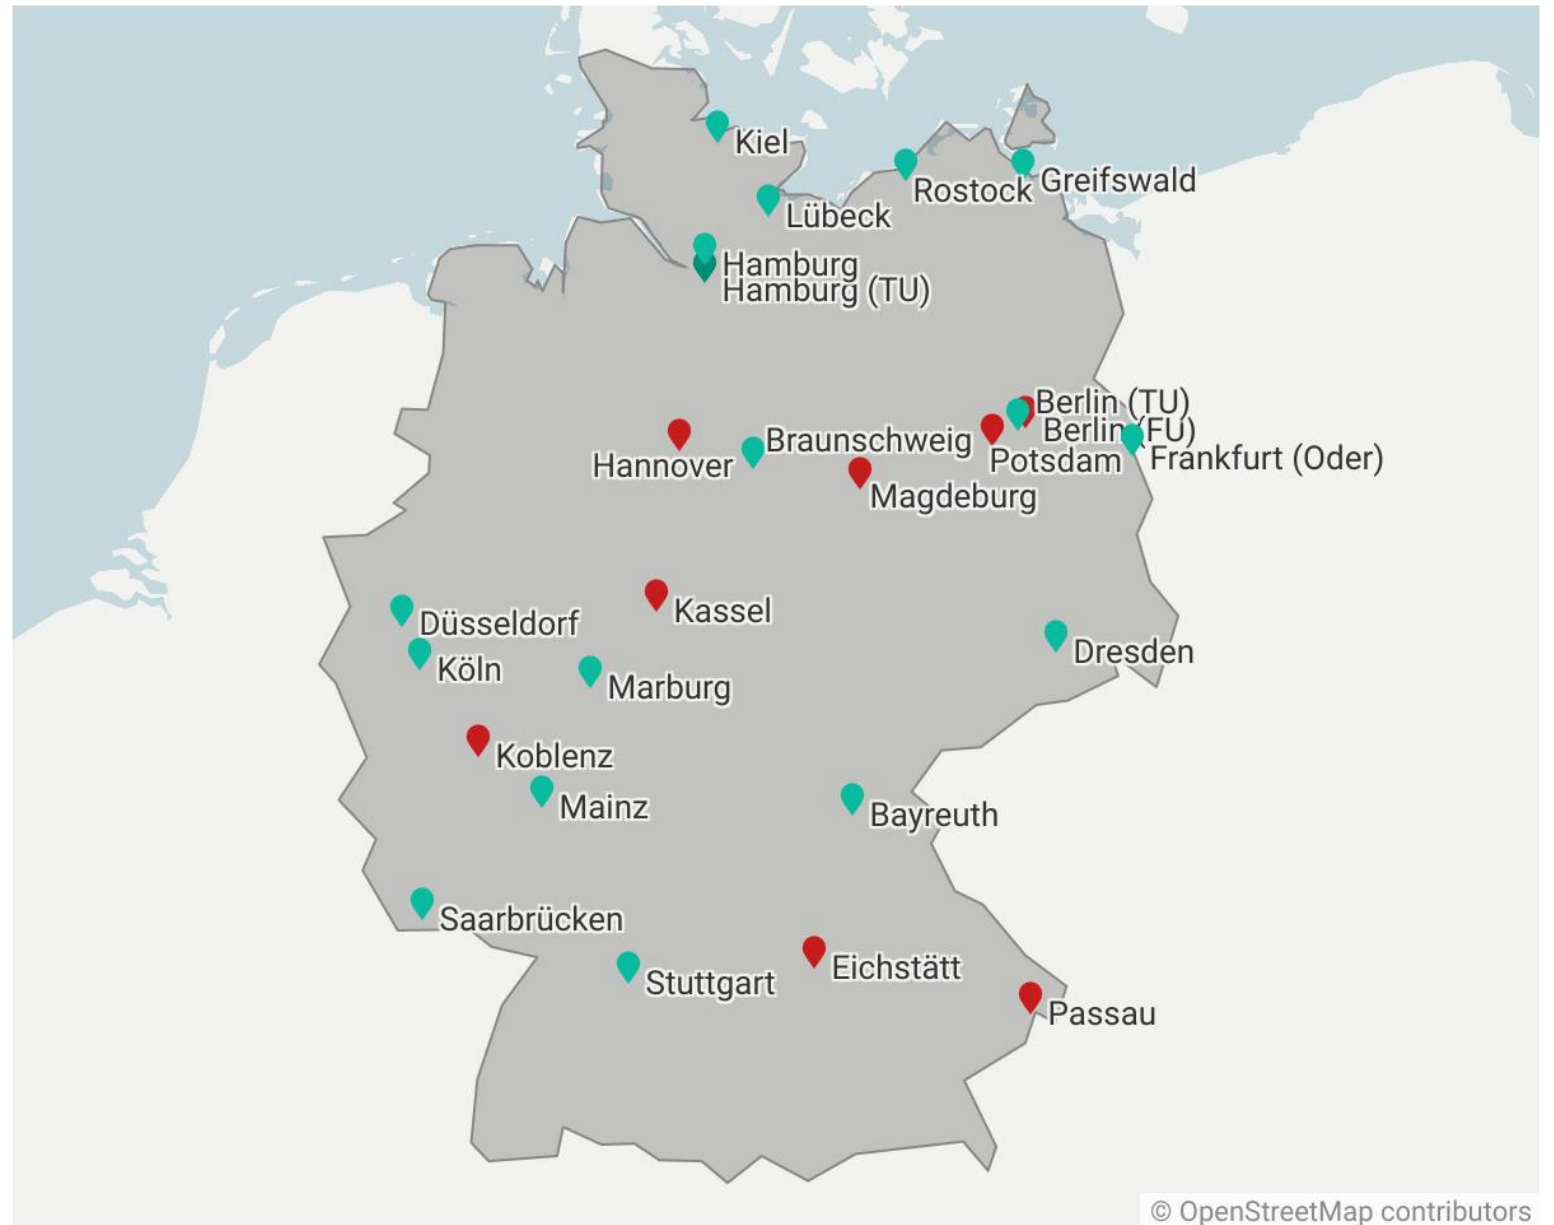 Kiel
Rostock
Greifswald
Lübeck
Hamburg
Hamburg (TU)
Berlin (TU)
Berlin (FU)
Braunschweig
Hannover
Potsdam
Frankfurt (Oder)
Magdeburg
Kassel
Düsseldorf
Dresden
Köln
Marburg
Koblenz
Mainz
Bayreuth
Saarbrücken
Eichstätt
Stuttgart
Passau
© OpenStreetMap contributors